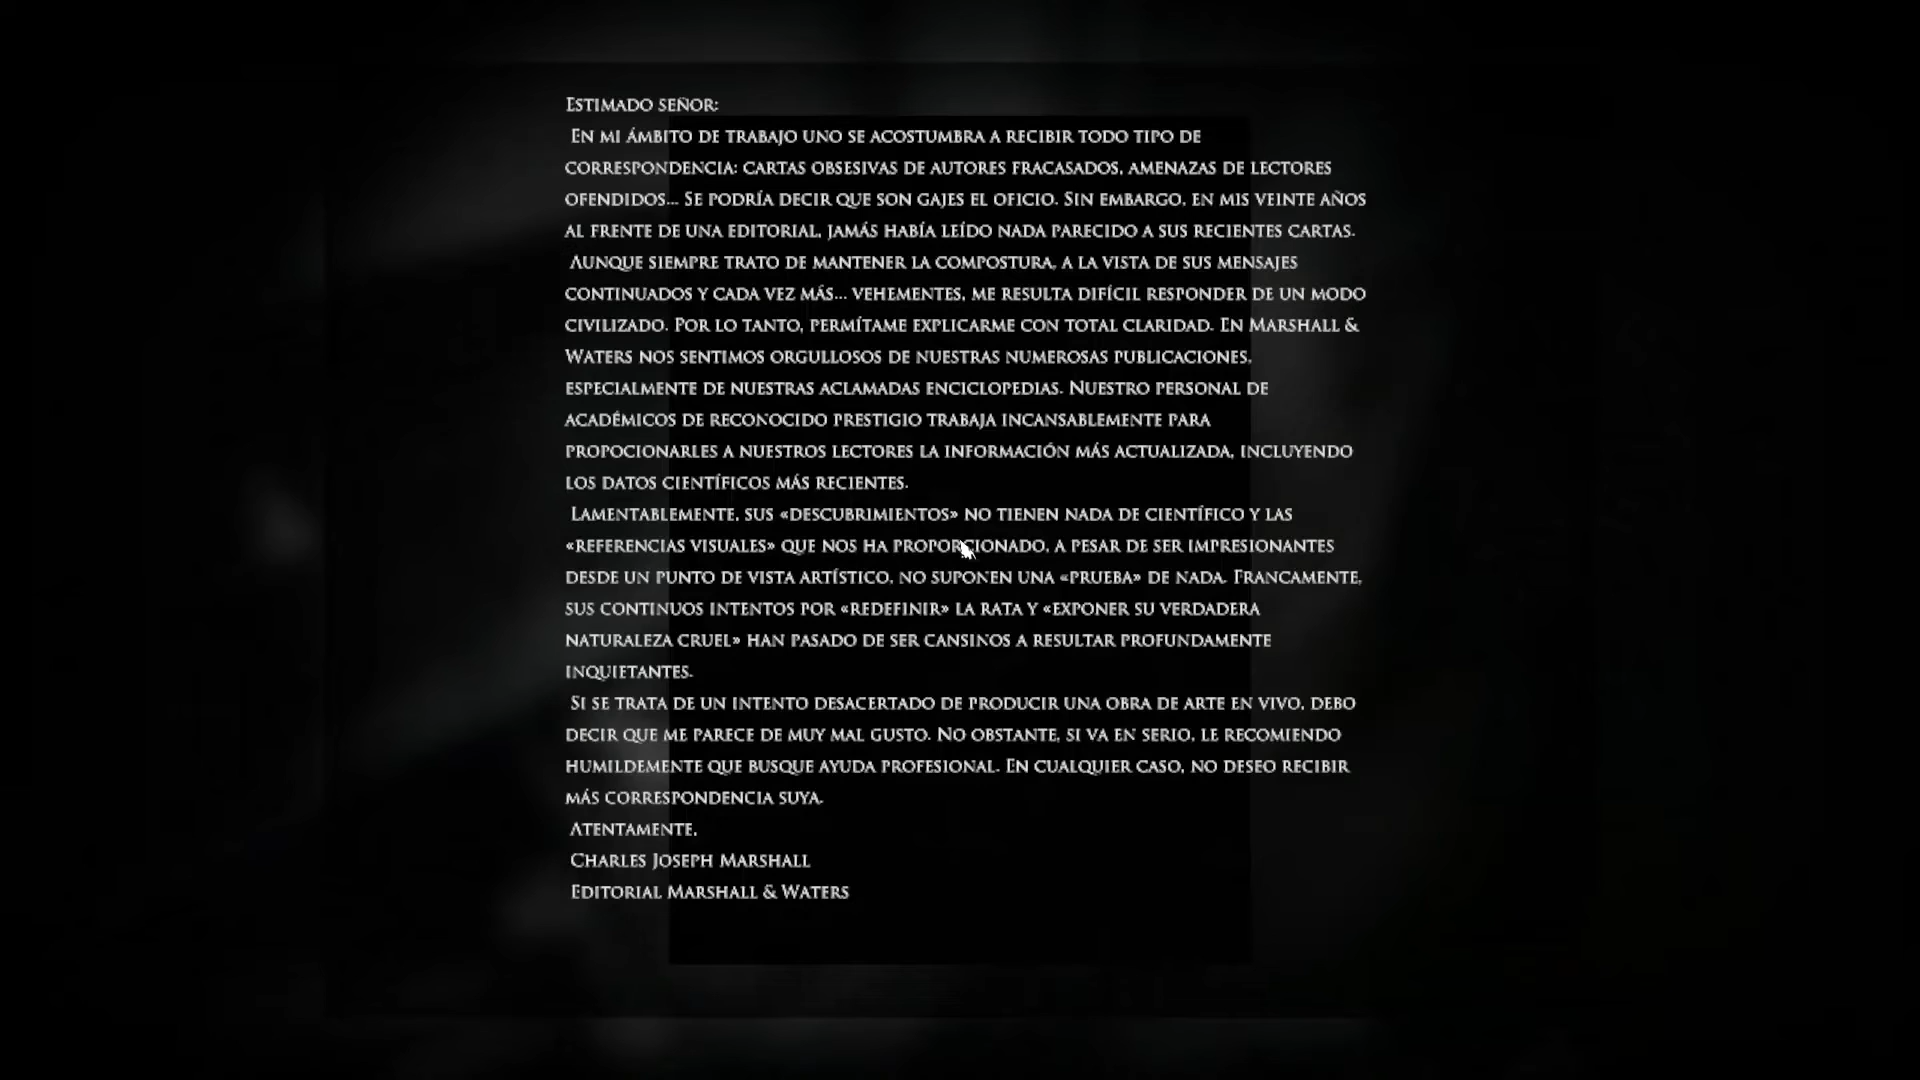 Estimado señor:
En mi ámbito de trabajo uno se acostumbra a recibir todo tipo de
correspondencia: cartas obsesivas de autores fracasados, amenazas de lectores
ofendidos... Se podría decir que son gajes el oficio. Sin embargo, en mis veinte años
al frente de una editorial, jamás había leído nada parecido a sus recientes cartas.
Aunque siempre trato de mantener la compostura, a la vista de sus mensajes
continuados y cada vez más... vehementes, me resulta difícil responder de un modo
civilizado. Por lo tanto, permítame explicarme con total claridad. En Marshall &
Waters nos sentimos orgullosos de nuestras numerosas publicaciones,
especialmente de nuestras aclamadas enciclopedias. Nuestro personal de
académicos de reconocido prestigio trabaja incansablemente para
propocionarles a nuestros lectores la información más actualizada, incluyendo
los datos científicos más recientes.
Lamentablemente, sus «descubrimientos» no tienen nada de científico y las
«referencias visuales» que nos ha proporcionado, a pesar de ser impresionantes
desde un punto de vista artístico, no suponen una «prueba» de nada. Francamente,
sus continuos intentos por «redefinir» la rata y «exponer su verdadera
naturaleza cruel» han pasado de ser cansinos a resultar profundamente
inquietantes.
Si se trata de un intento desacertado de producir una obra de arte en vivo, debo
decir que me parece de muy mal gusto. No obstante, si va en serio, le recomiendo
humildemente que busque ayuda profesional. En cualquier caso, no deseo recibir
más correspondencia suya.
Atentamente,
Charles Joseph Marshall
Editorial Marshall & Waters